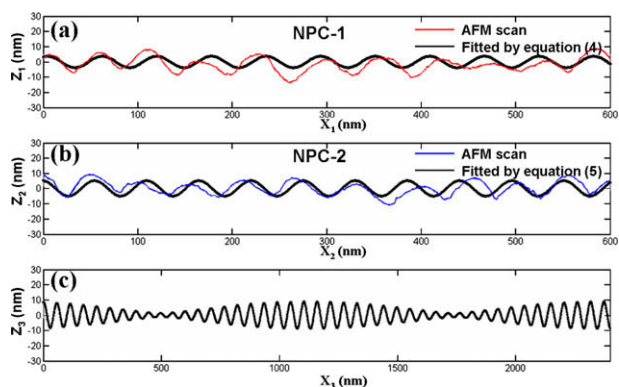 (a)
NPC-1
AFM scan
Fitted by equation (4)
Z1 (nm)
30
20
10
0
-10
-20
-30
0
100
200
300
400
500
600
X1 (nm)
(b)
NPC-2
AFM scan
Fitted by equation (5)
Z2 (nm)
30
20
10
0
-10
-20
-30
0
100
200
300
400
500
600
X2 (nm)
(c)
Z3 (nm)
30
20
10
0
-10
-20
-30
0
500
1000
1500
2000
X3 (nm)